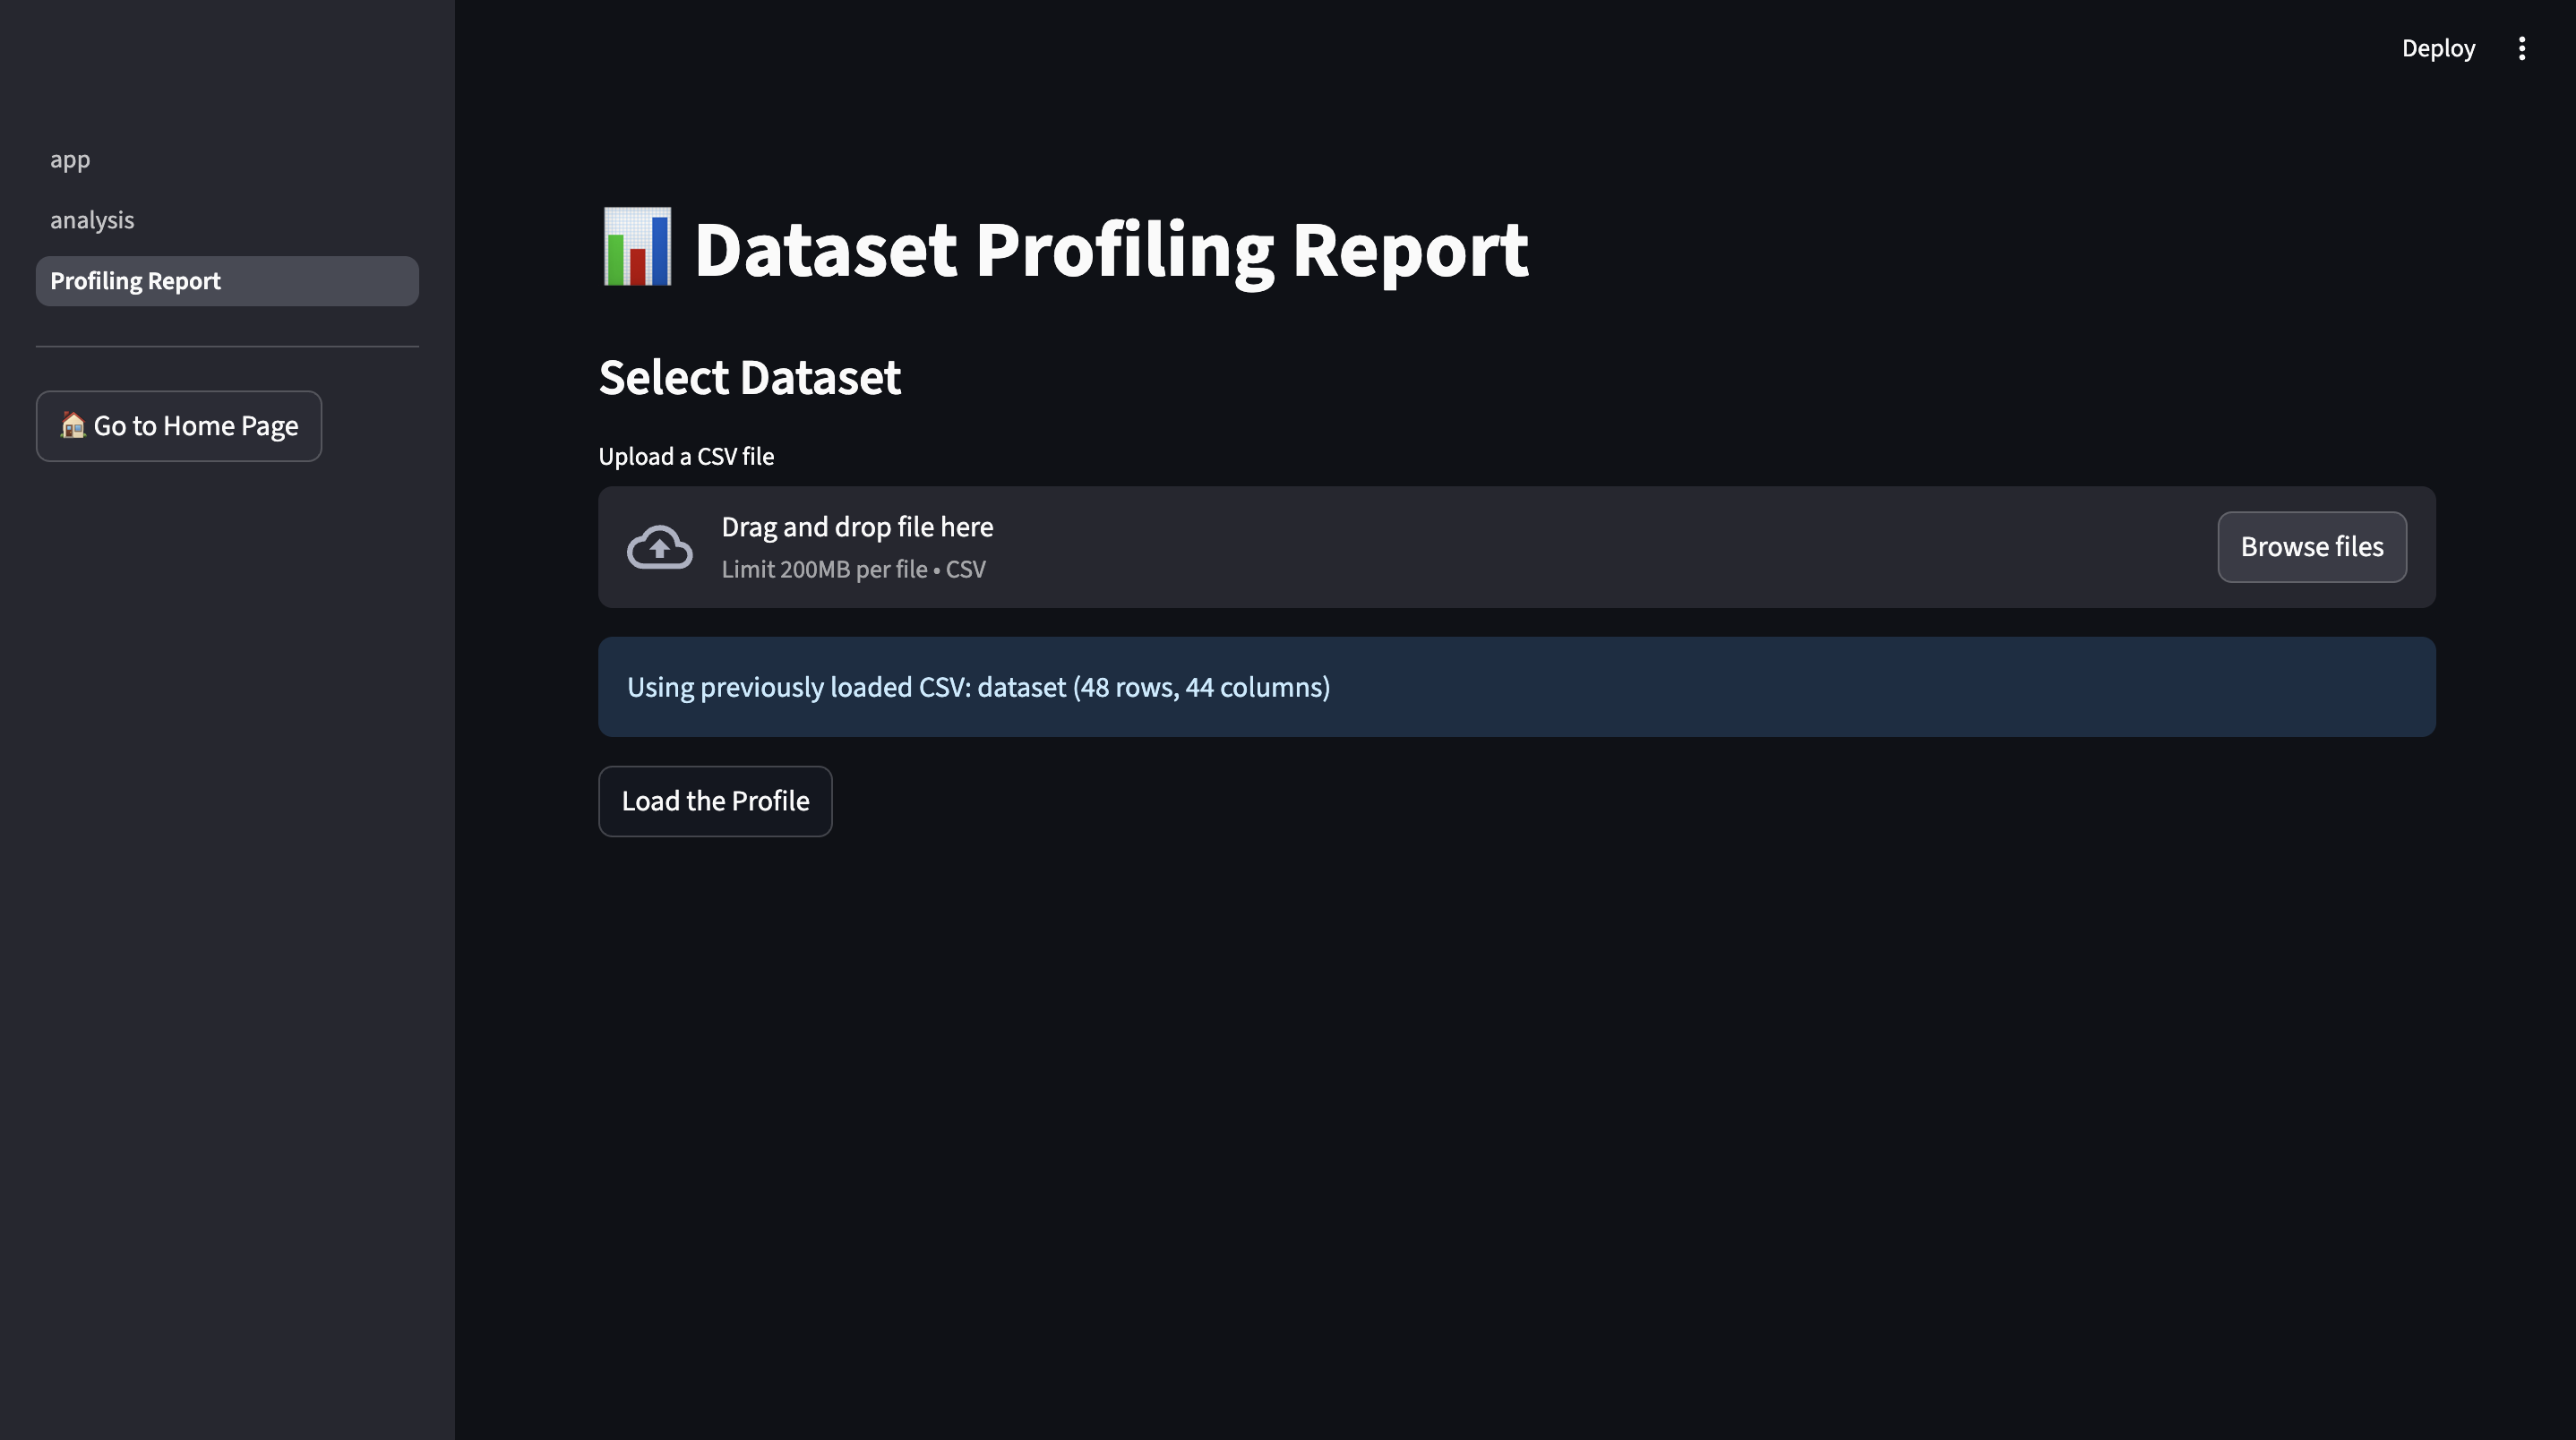 Deploy
app
analysis
Profiling Report
Go to Home Page
Dataset Profiling Report
Select Dataset
Upload a CSV file
Drag and drop file here
Limit 200MB per file • CSV
Browse files
Using previously loaded CSV: dataset (48 rows, 44 columns)
Load the Profile